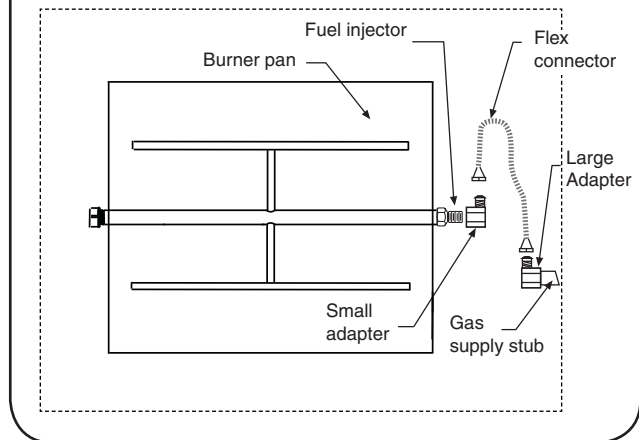 Fuel injector
Burner pan
Flex
connector
Large
Adapter
Small
adapter
Gas
supply stub